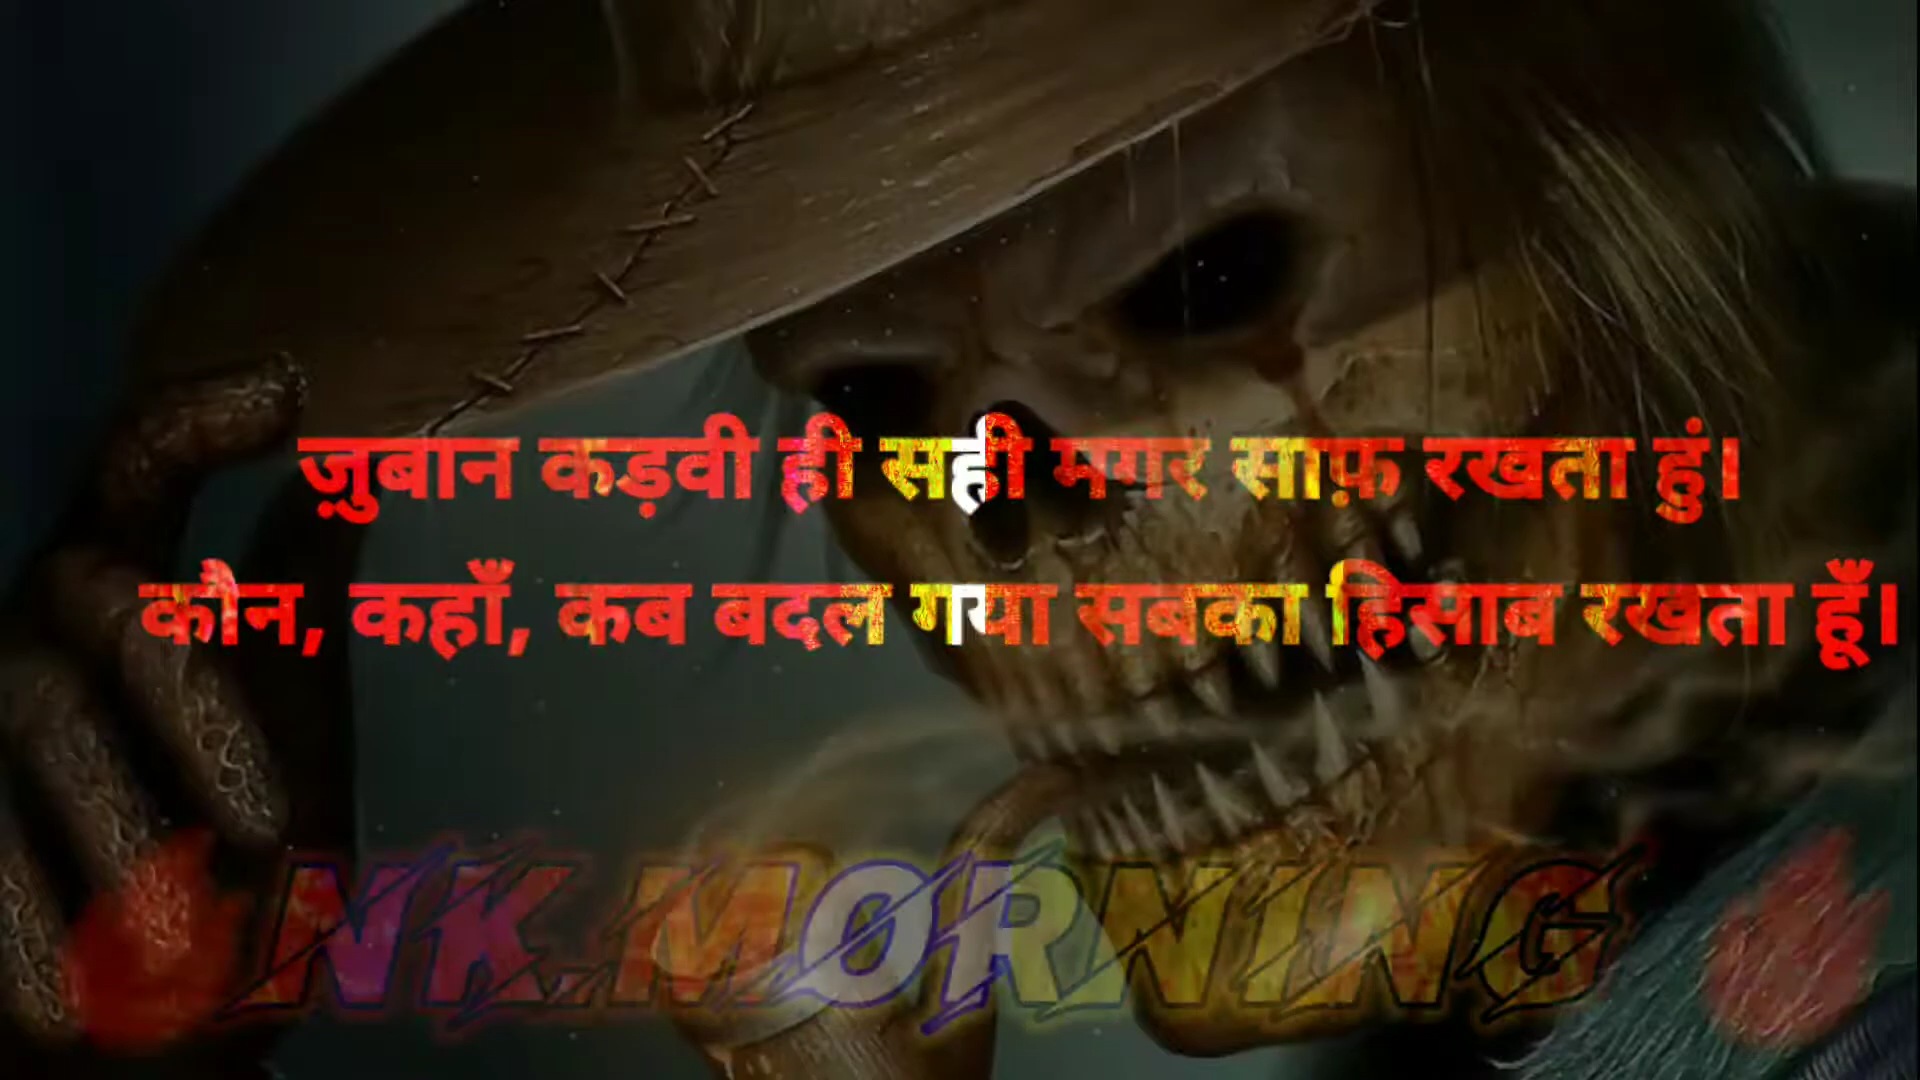 ज़ुबान कड़वी ही सही मगर साफ़ रखता हुं।
कौन, कहाँ, कब बदल गया सबका हिसाब रखता हूँ।
NK.MORNING